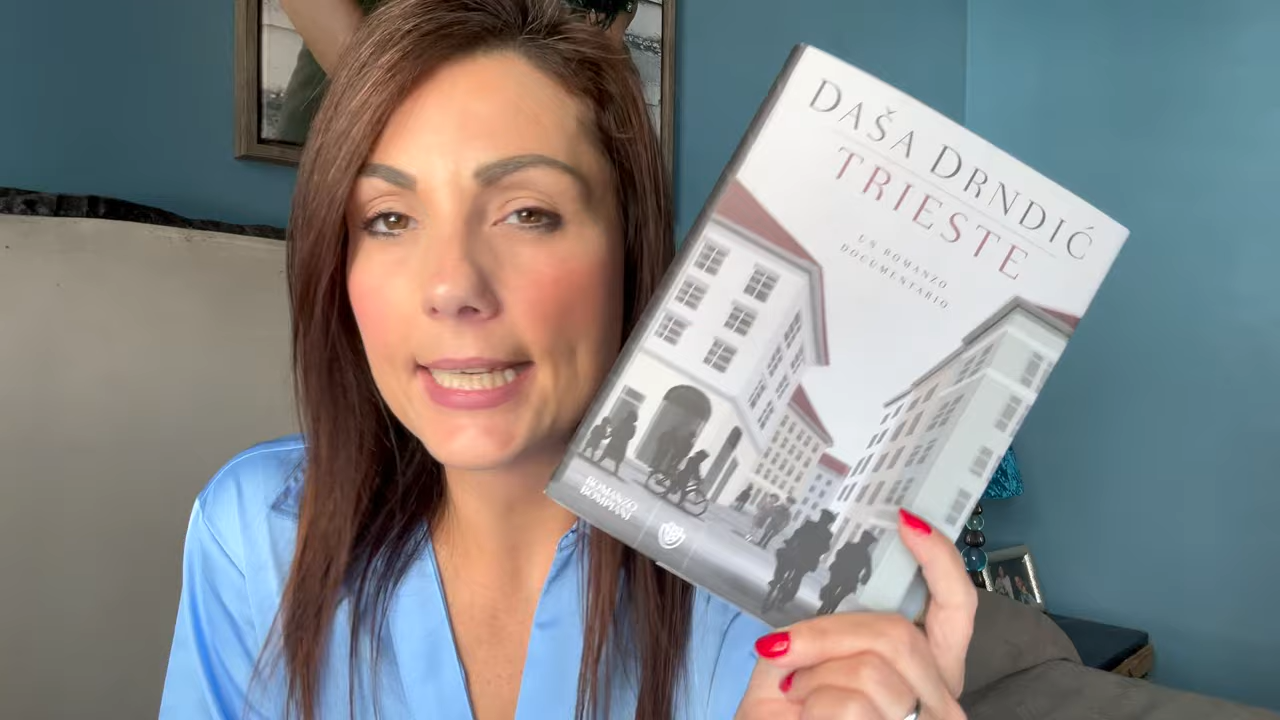 DAŠA DRNDIĆ
TRIESTE
UN ROMANZO
DOCUMENTARIO
ROMANZO
BOMPIANI